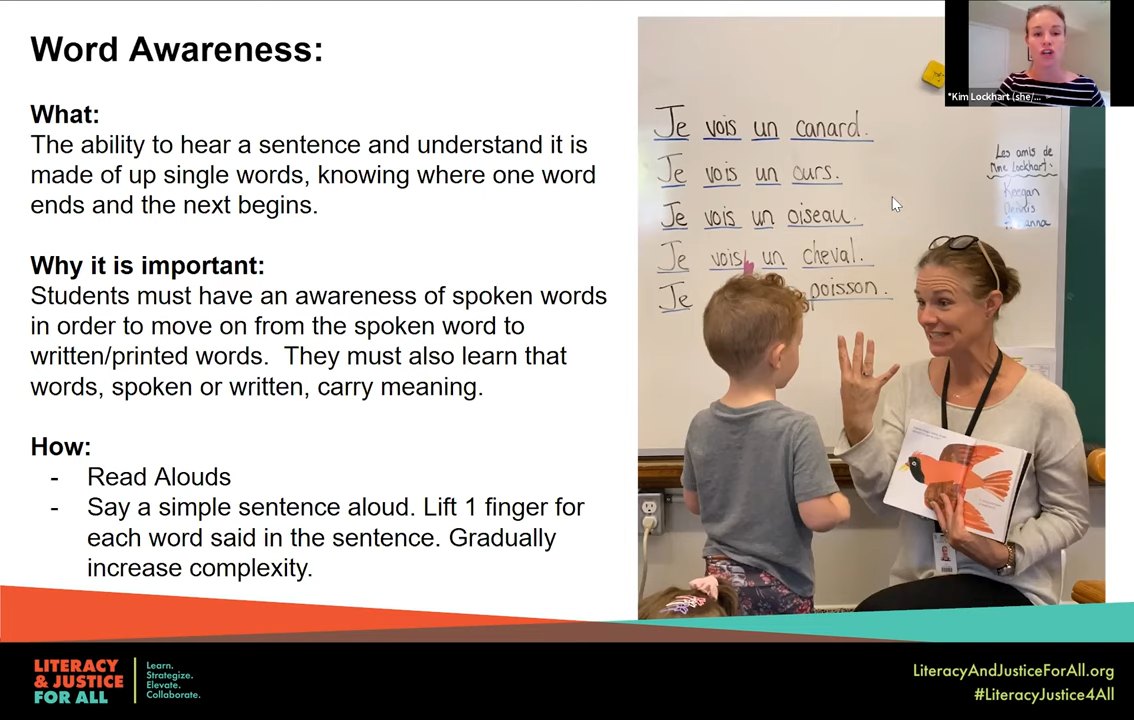 Word Awareness:
What:
The ability to hear a sentence and understand it is
made of up single words, knowing where one word
ends and the next begins.
Why it is important:
Students must have an awareness of spoken words
in order to move on from the spoken word to
written/printed words. They must also learn that
words, spoken or written, carry meaning.
How:
- Read Alouds
- Say a simple sentence aloud. Lift 1 finger for
each word said in the sentence. Gradually
increase complexity.
Je vois un canard.
Je vois un ours.
Je vois un oiseau.
Je vois un cheval.
Je poisson.
Les amis de
Mme Lockhart:
Keegan
Dennis
*Kim Lockhart (she/...
LITERACY
& JUSTICE
FOR ALL
Learn.
Strategize.
Elevate.
Collaborate.
LiteracyAndJusticeForAll.org
#LiteracyJustice4All